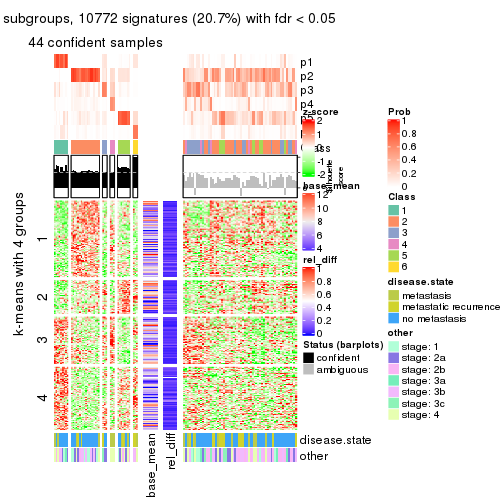 subgroups, 10772 signatures (20.7%) with fdr < 0.05
44 confident samples
p1
p2
p3
p4
z-score
2
1
0
-1
-2
Silhouette
score
base_mean
12
10
8
6
4
rel_diff
1
0.8
0.6
0.4
0.2
0
Status (barplots)
confident
ambiguous
Prob
1
0.8
0.6
0.4
0.2
0
Class
1
2
3
4
5
6
disease.state
metastasis
metastatic recurrence
no metastasis
other
stage: 1
stage: 2a
stage: 2b
stage: 3a
stage: 3b
stage: 3c
stage: 4
k-means with 4 groups
1
2
3
4
disease.state
other
base_mean
rel_diff